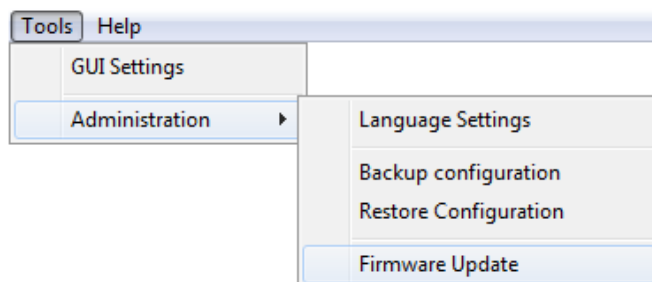 Tools Help
GUI Settings
Administration
Language Settings
Backup configuration
Restore Configuration
Firmware Update